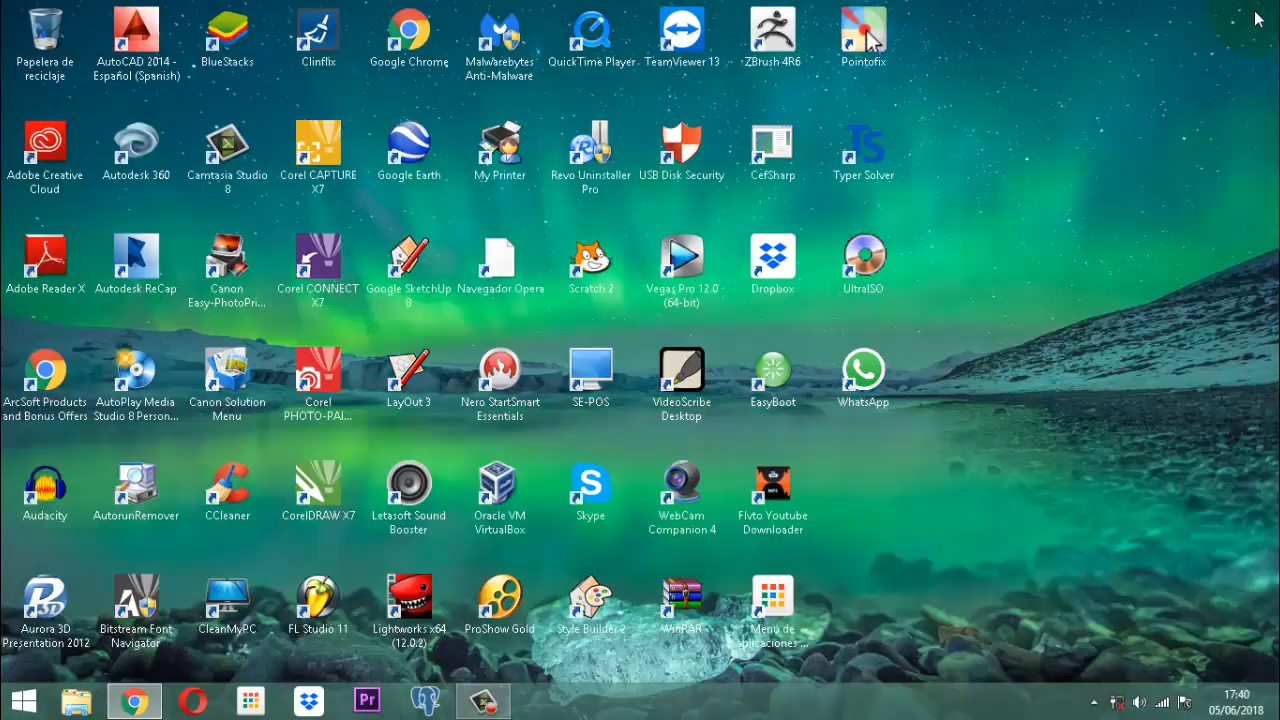 Papelera de
reciclaje
AutoCAD 2014 -
Español (Spanish)
BlueStacks
Clinflix
Google Chrome
Malwarebytes
Anti-Malware
QuickTime Player
TeamViewer 13
ZBrush 4R6
Pointofix
Adobe Creative
Cloud
Autodesk 360
Camtasia Studio
8
Corel CAPTURE
X7
Google Earth
My Printer
Revo Uninstaller
Pro
USB Disk Security
CefSharp
TS
Typer Solver
Adobe Reader X
Autodesk ReCap
Canon
Easy-PhotoPri...
Corel CONNECT
X7
Google SketchUp
8
Navegador Opera
Scratch 2
Vegas Pro 12.0
(64-bit)
Dropbox
UltraISO
ArcSoft Products
and Bonus Offers
AutoPlay Media
Studio 8 Person...
Canon Solution
Menu
Corel
PHOTO-PAI...
LayOut 3
Nero StartSmart
Essentials
SE-POS
VideoScribe
Desktop
EasyBoot
WhatsApp
Audacity
AutorunRemover
CCleaner
CorelDRAW X7
Letasoft Sound
Booster
Oracle VM
VirtualBox
Skype
WebCam
Companion 4
Flvto Youtube
Downloader
Aurora 3D
Presentation 2012
Bitstream Font
Navigator
CleanMyPC
FL Studio 11
Lightworks x64
(12.0.2)
ProShow Gold
Style Builder 2
WinRAR
Menú de
aplicaciones ...
Pr
17:40
05/06/2018